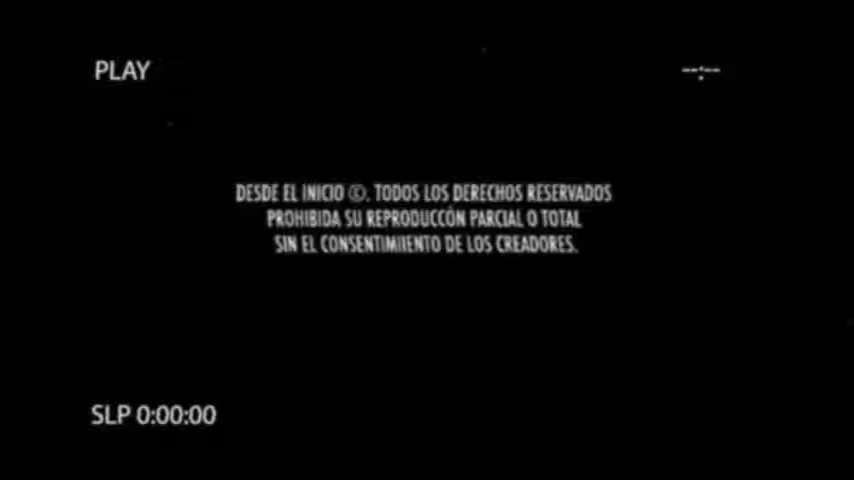 PLAY --:--
DESDE EL INICIO ©. TODOS LOS DERECHOS RESERVADOS
PROHIBIDA SU REPRODUCCÓN PARCIAL O TOTAL
SIN EL CONSENTIMIIENTO DE LOS CREADORES.
SLP 0:00:00